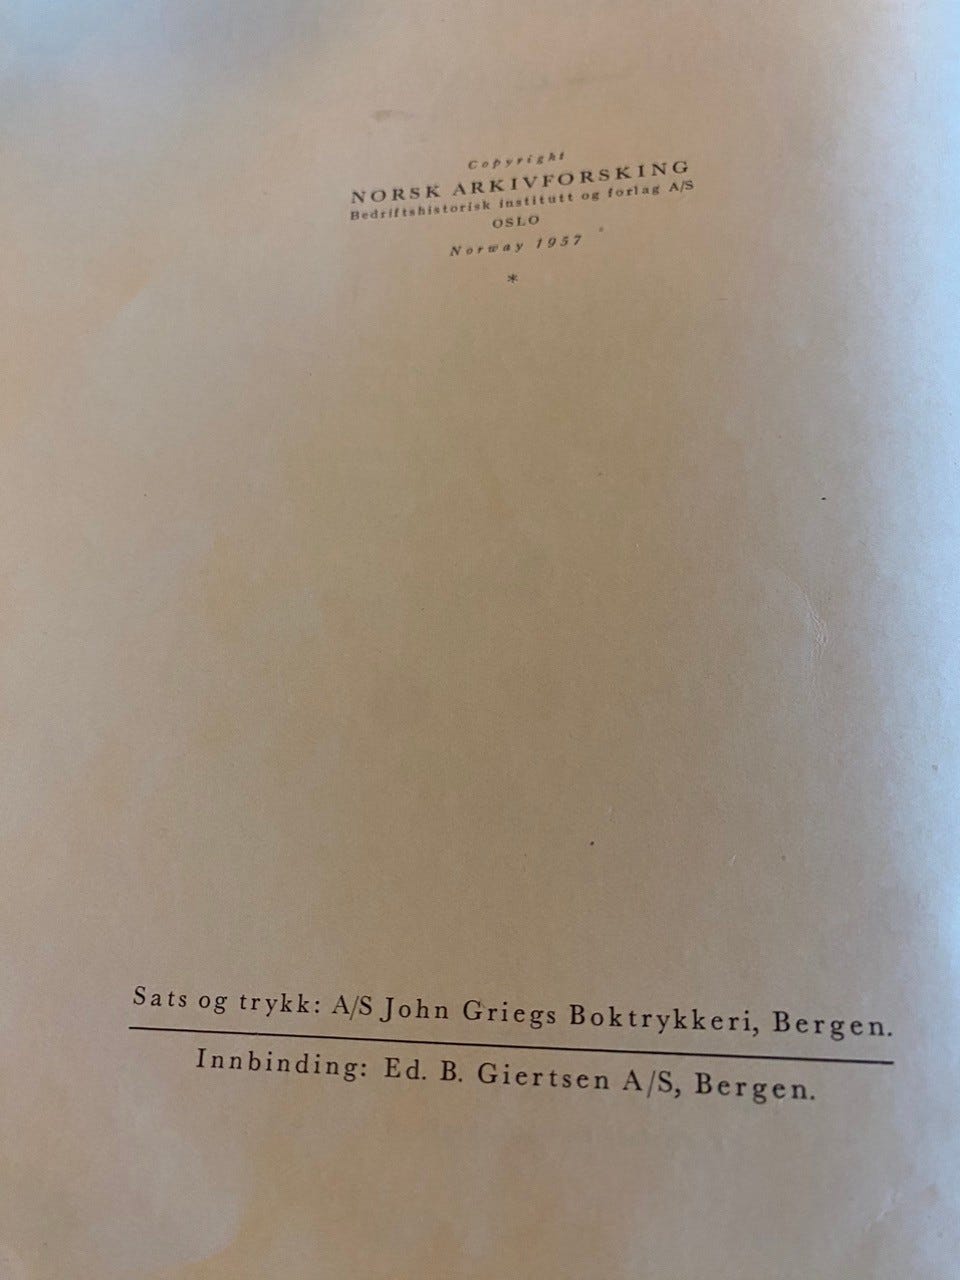 Copyright
NORSK ARKIVFORSKING
Bedriftshistorisk institutt og forlag A/S
OSLO
Norway 1957
*
Sats og trykk: A/S John Griegs Boktrykkeri, Bergen.
Innbinding: Ed. B. Giertsen A/S, Bergen.